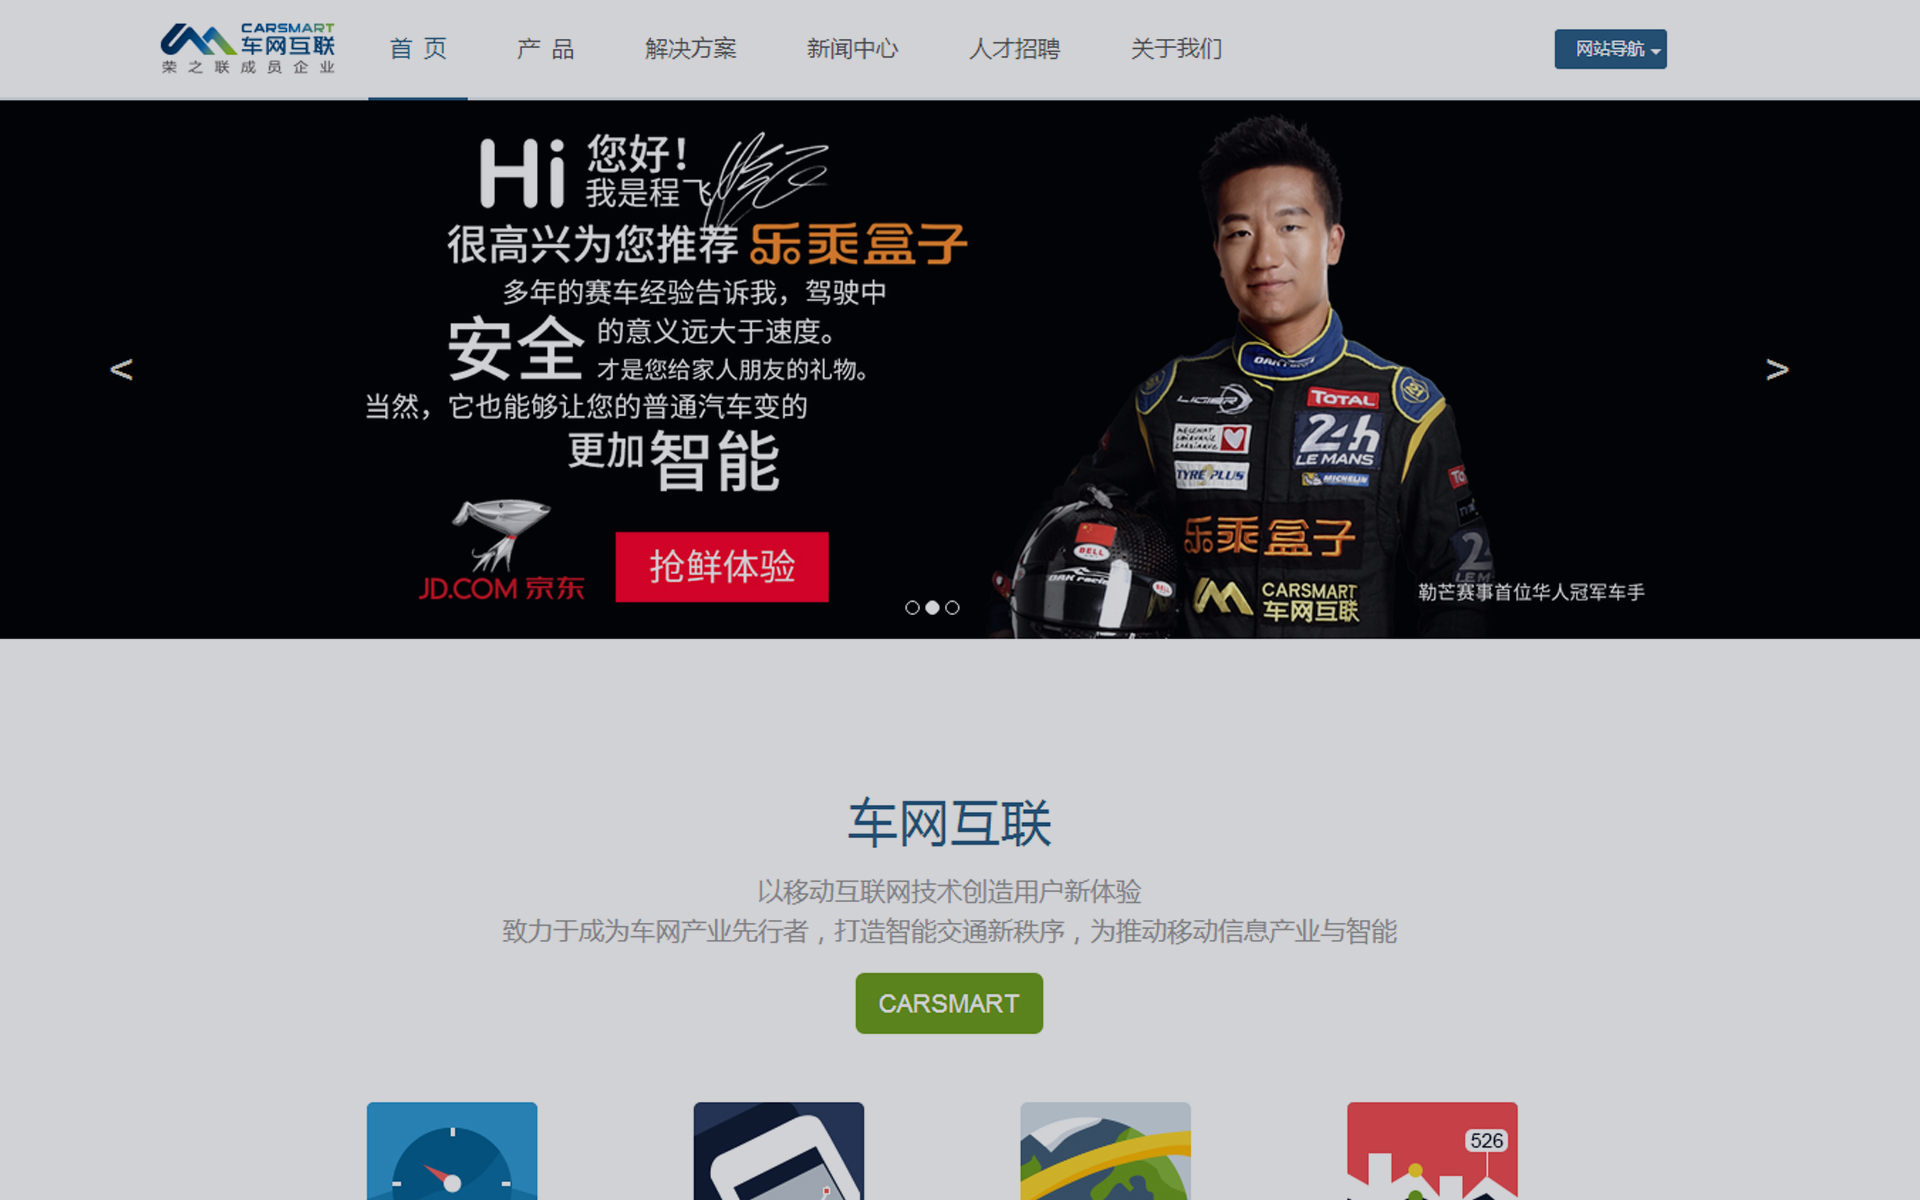 CARSMART
车网互联
荣之联成员企业
首 页
产 品
解决方案
新闻中心
人才招聘
关于我们
网站导航
Hi 您好！
我是程飞
很高兴为您推荐 乐乘盒子
多年的赛车经验告诉我，驾驶中
安全 的意义远大于速度。
才是您给家人朋友的礼物。
当然，它也能够让您的普通汽车变的
更加智能
JD.COM 京东
抢鲜体验
<
>
OAK RACING
LIGIER
TOTAL
24h
LE MANS
MECENAT
CHIRURGIE
CARDIAQUE
TYREPLUS
MICHELIN
乐乘盒子
CARSMART
车网互联
BELL
OAK racing
勒芒赛事首位华人冠军车手
车网互联
以移动互联网技术创造用户新体验
致力于成为车网产业先行者，打造智能交通新秩序，为推动移动信息产业与智能
CARSMART
526